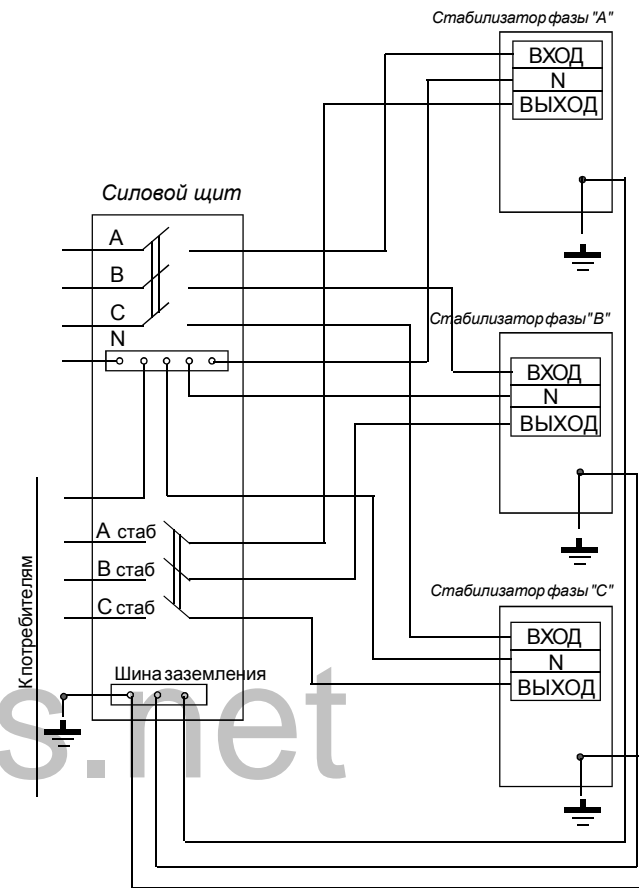 Стабилизатор фазы "А"
ВХОД
N
ВЫХОД
Силовой щит
А
В
С
N
Стабилизатор фазы "В"
ВХОД
N
ВЫХОД
К потребителям
А стаб
В стаб
С стаб
Стабилизатор фазы "С"
ВХОД
N
ВЫХОД
Шина заземления
s.net